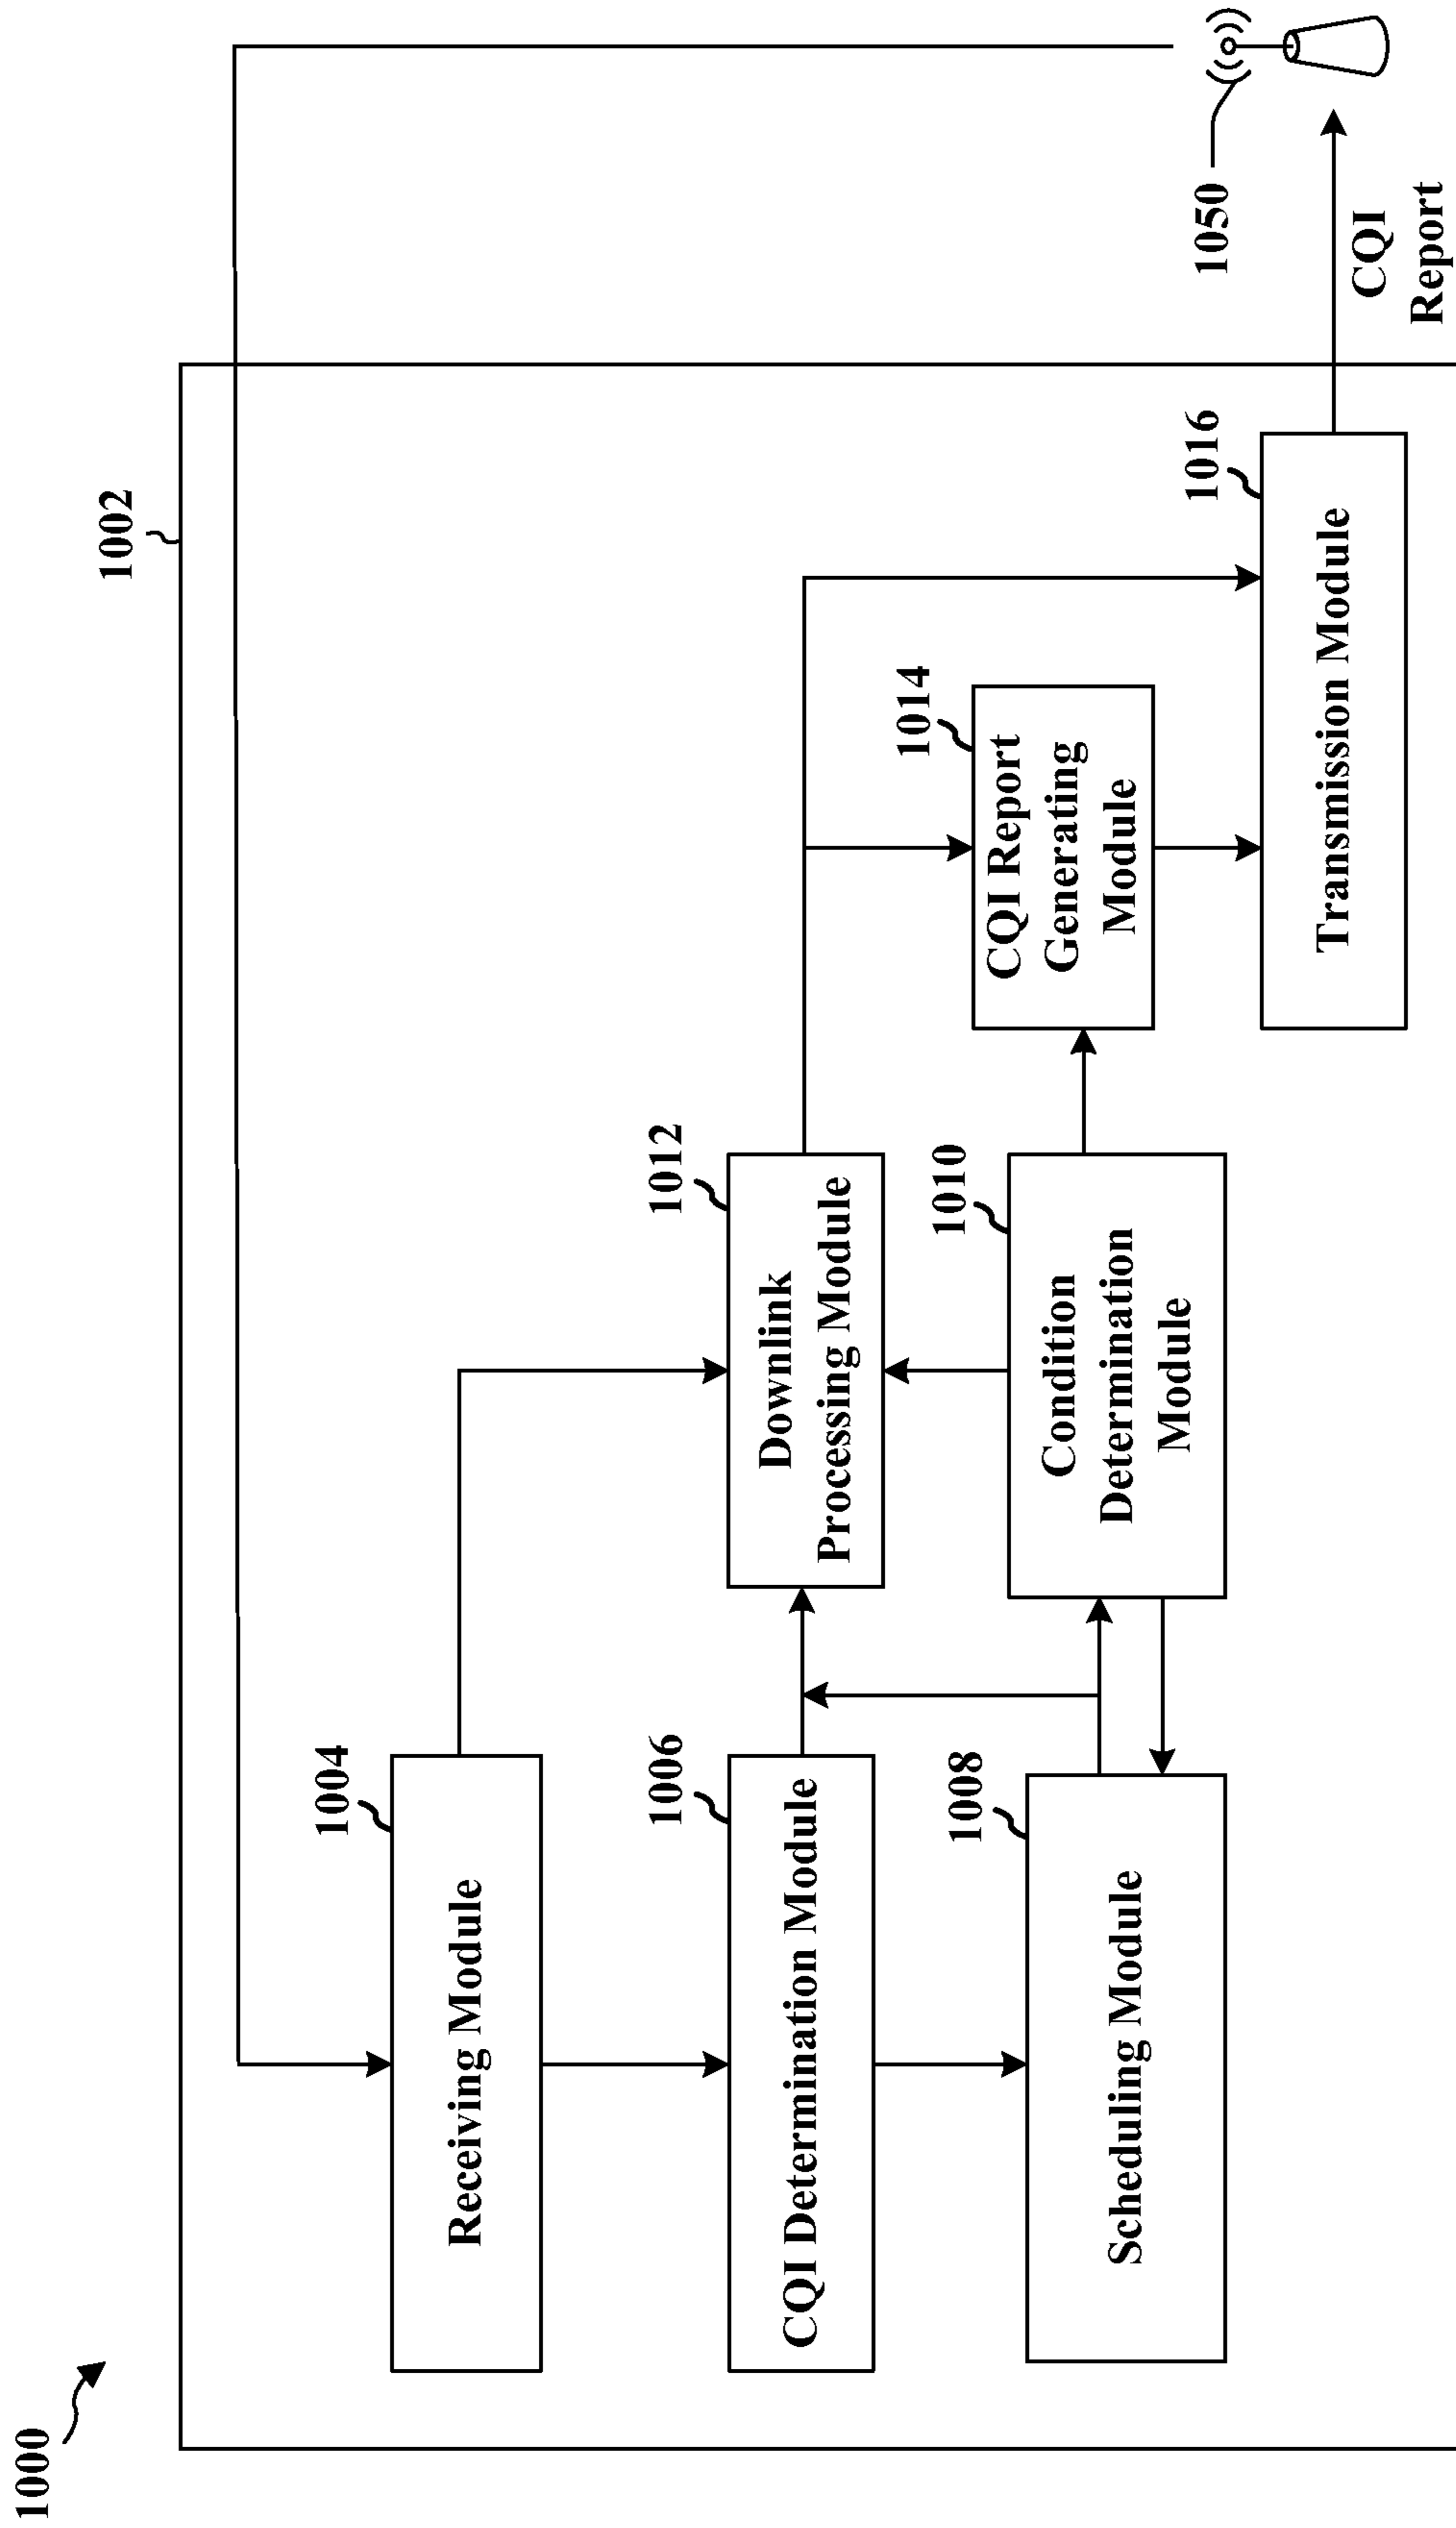 1000
1002
1004
Receiving Module
1006
CQI Determination Module
1008
Scheduling Module
1012
Downlink
Processing Module
1010
Condition
Determination
Module
1014
CQI Report
Generating
Module
1016
Transmission Module
1050
CQI
Report